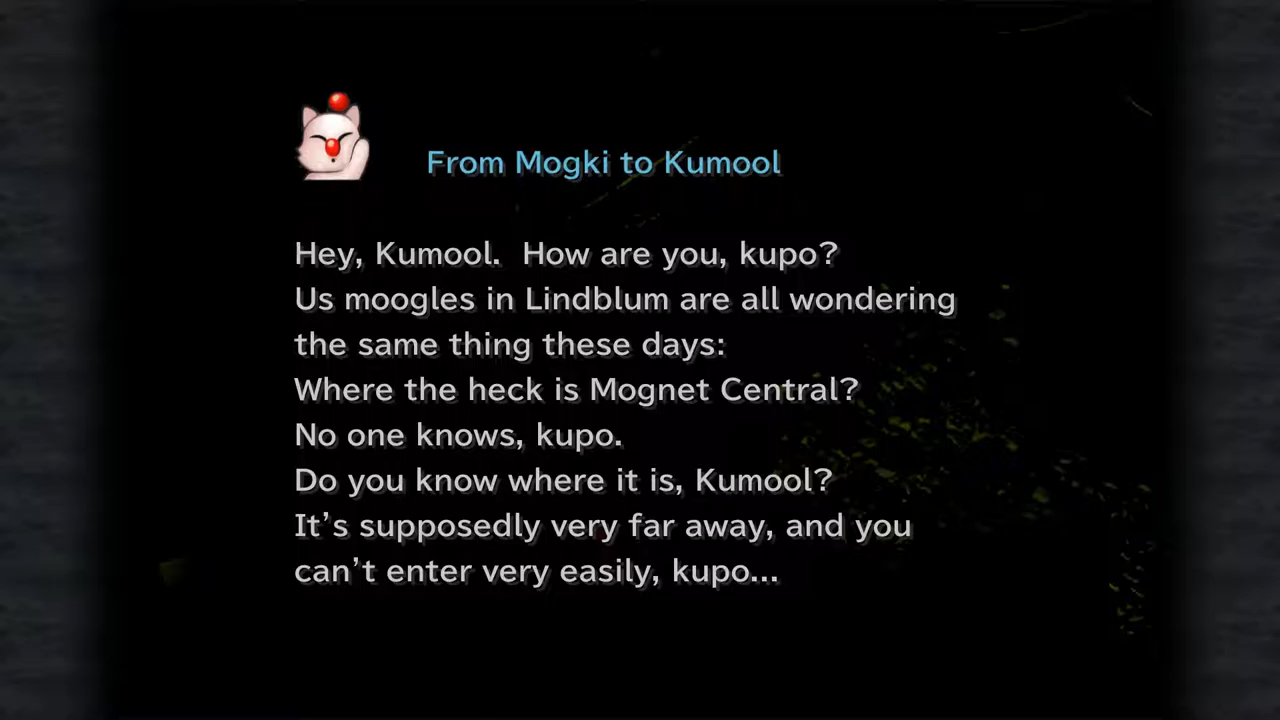 From Mogki to Kumool
Hey, Kumool.  How are you, kupo?
Us moogles in Lindblum are all wondering
the same thing these days:
Where the heck is Mognet Central?
No one knows, kupo.
Do you know where it is, Kumool?
It's supposedly very far away, and you
can't enter very easily, kupo...